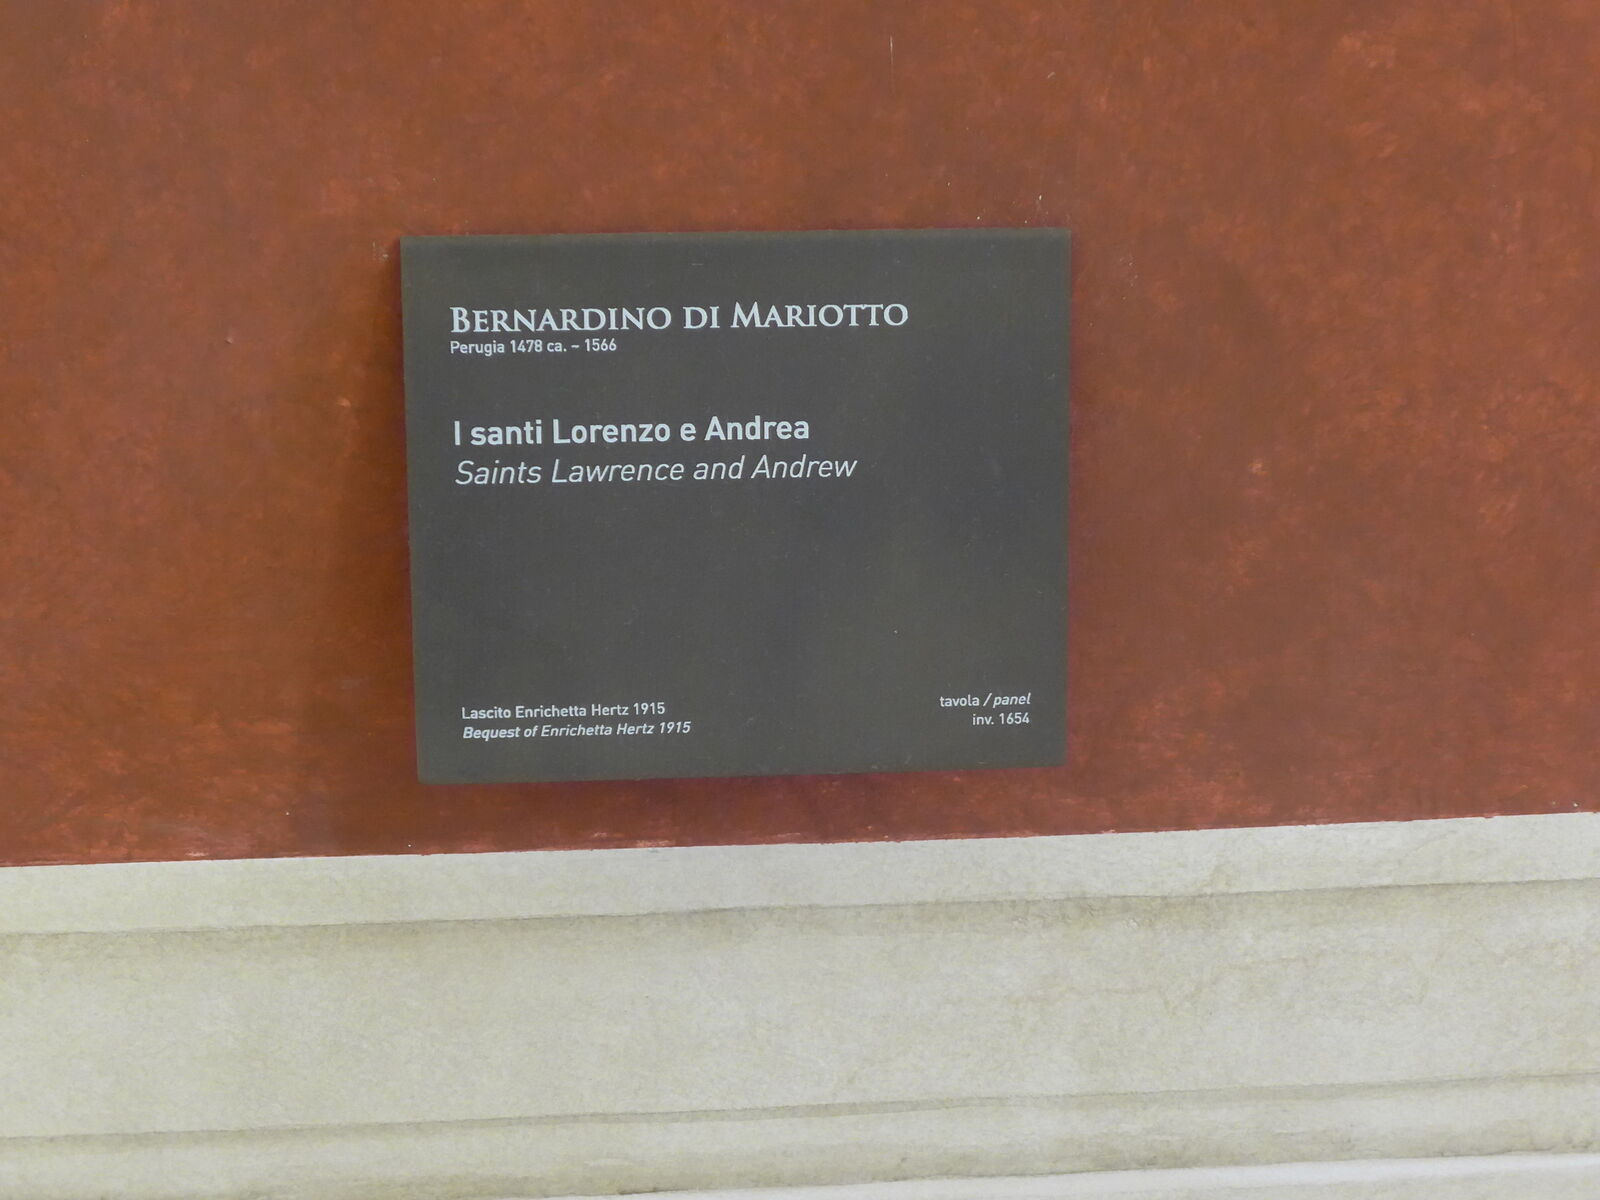 BERNARDINO DI MARIOTTO
Perugia 1478 ca. – 1566
I santi Lorenzo e Andrea
Saints Lawrence and Andrew
Lascito Enrichetta Hertz 1915
Bequest of Enrichetta Hertz 1915
tavola / panel
inv. 1654